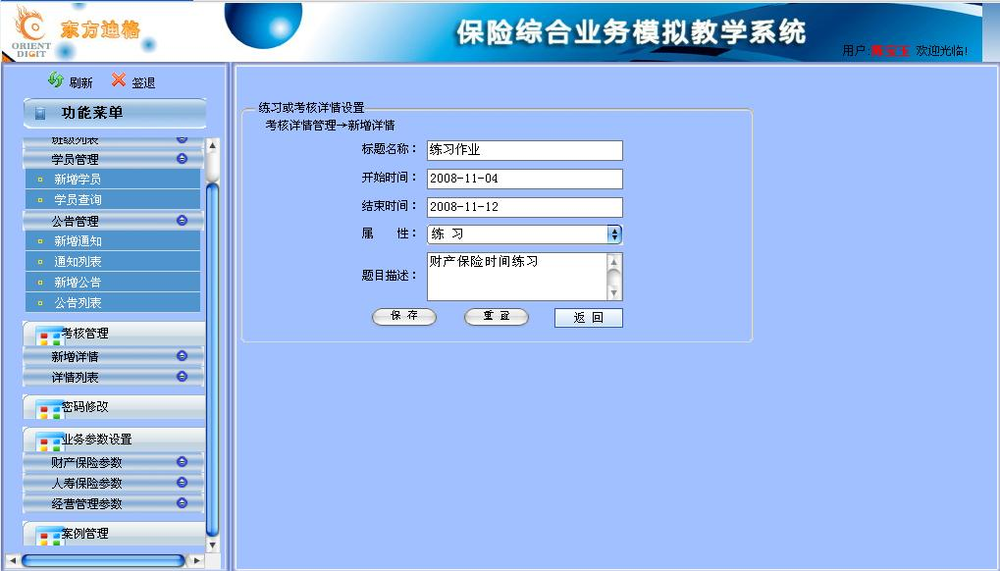 东方迪格
ORIENT
DIGIT
保险综合业务模拟教学系统
用户: 欢迎光临!
刷新 签退
功能菜单
班级列表
学员管理
新增学员
学员查询
公告管理
新增通知
通知列表
新增公告
公告列表
考核管理
新增详情
详情列表
密码修改
业务参数设置
财产保险参数
人寿保险参数
经营管理参数
案例管理
练习或考核详情设置
考核详情管理→新增详情
标题名称： 练习作业
开始时间： 2008-11-04
结束时间： 2008-11-12
属 性： 练 习
题目描述： 财产保险时间练习
保 存 重 置 返 回